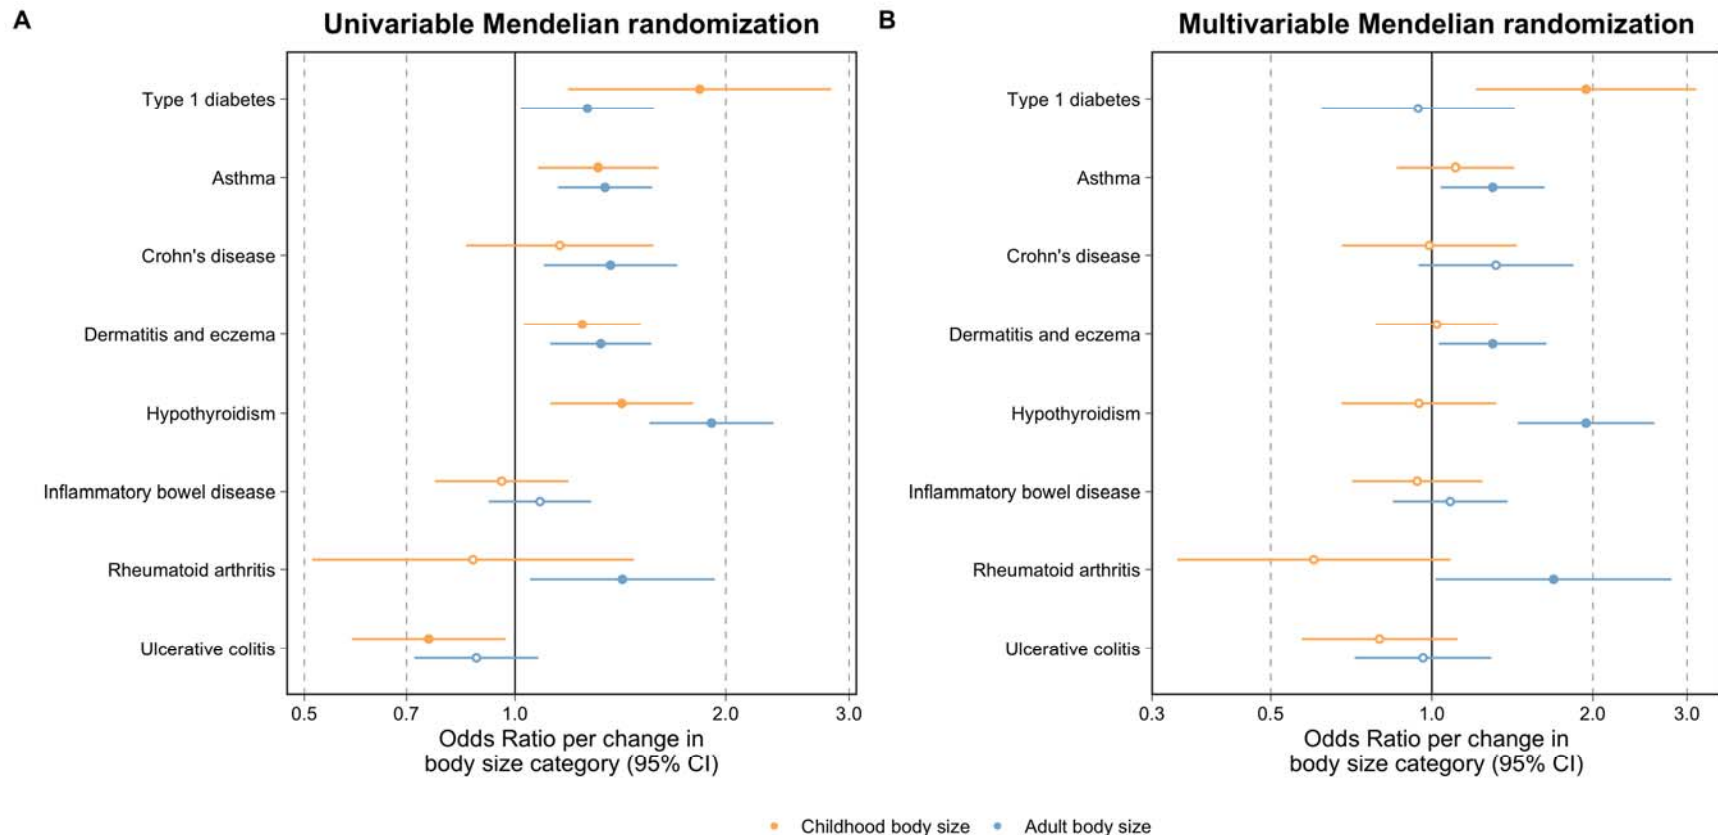 A
Univariable Mendelian randomization
Type 1 diabetes
Asthma
Crohn's disease
Dermatitis and eczema
Hypothyroidism
Inflammatory bowel disease
Rheumatoid arthritis
Ulcerative colitis
0.5 0.7 1.0 2.0 3.0
Odds Ratio per change in
body size category (95% CI)
B
Multivariable Mendelian randomization
Type 1 diabetes
Asthma
Crohn's disease
Dermatitis and eczema
Hypothyroidism
Inflammatory bowel disease
Rheumatoid arthritis
Ulcerative colitis
0.3 0.5 1.0 2.0 3.0
Odds Ratio per change in
body size category (95% CI)
Childhood body size Adult body size